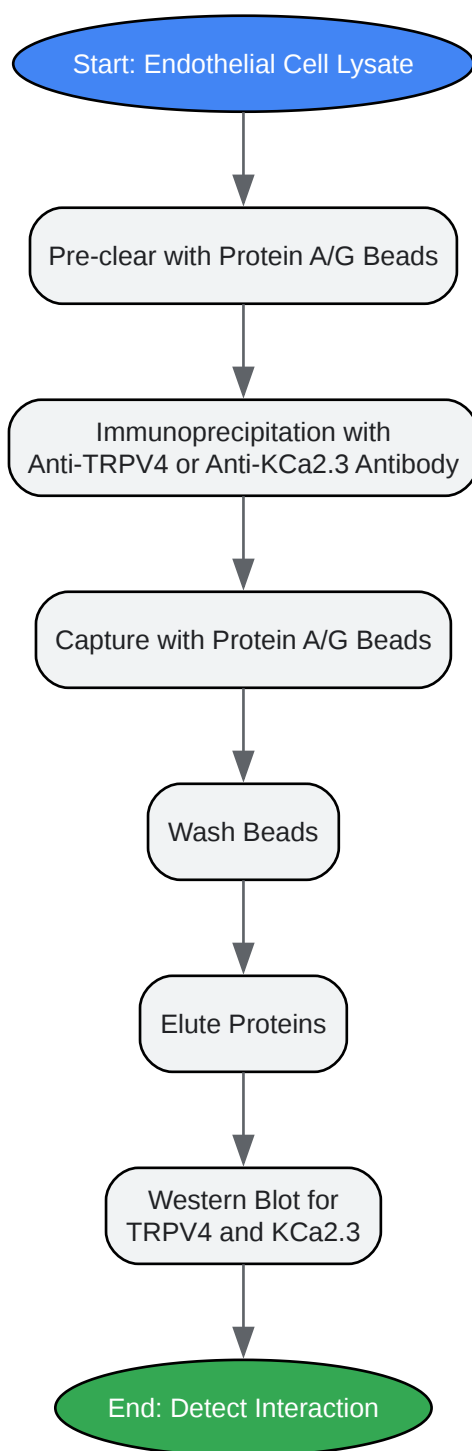 Start: Endothelial Cell Lysate
Pre-clear with Protein A/G Beads
Immunoprecipitation with
Anti-TRPV4 or Anti-KCa2.3 Antibody
Capture with Protein A/G Beads
Wash Beads
Elute Proteins
Western Blot for
TRPV4 and KCa2.3
End: Detect Interaction